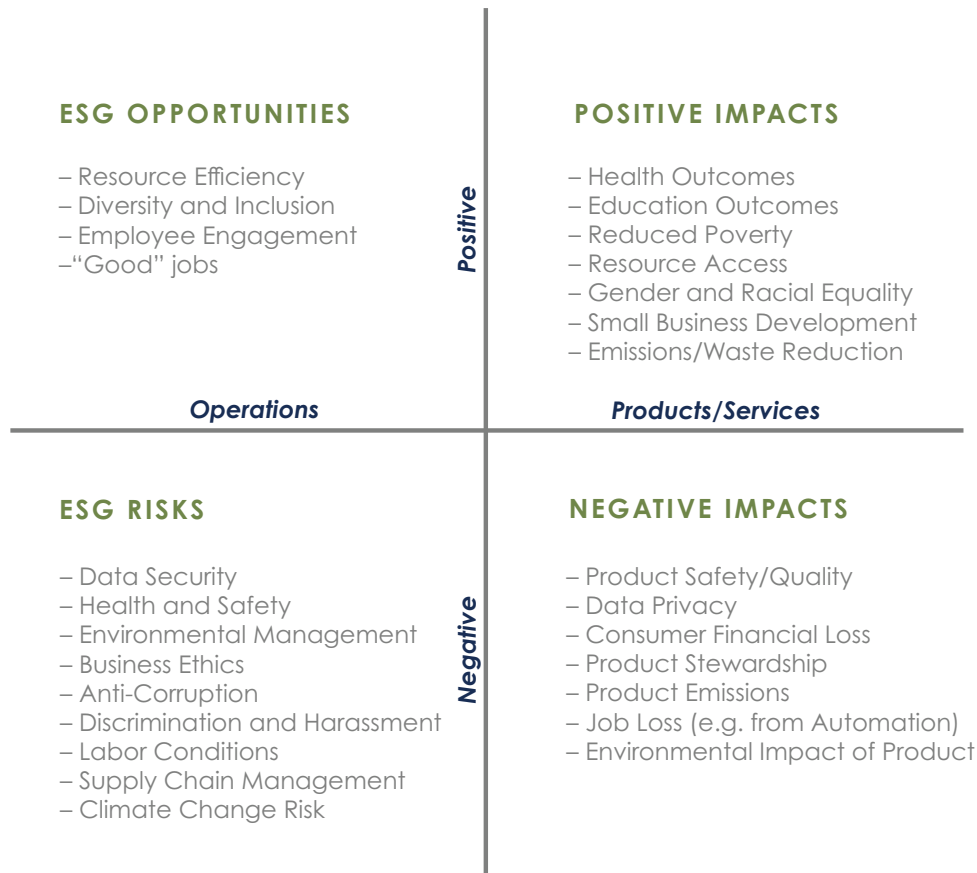 ESG OPPORTUNITIES
– Resource Efficiency
– Diversity and Inclusion
– Employee Engagement
–“Good” jobs
Positive
POSITIVE IMPACTS
– Health Outcomes
– Education Outcomes
– Reduced Poverty
– Resource Access
– Gender and Racial Equality
– Small Business Development
– Emissions/Waste Reduction
Operations
Products/Services
ESG RISKS
– Data Security
– Health and Safety
– Environmental Management
– Business Ethics
– Anti-Corruption
– Discrimination and Harassment
– Labor Conditions
– Supply Chain Management
– Climate Change Risk
Negative
NEGATIVE IMPACTS
– Product Safety/Quality
– Data Privacy
– Consumer Financial Loss
– Product Stewardship
– Product Emissions
– Job Loss (e.g. from Automation)
– Environmental Impact of Product